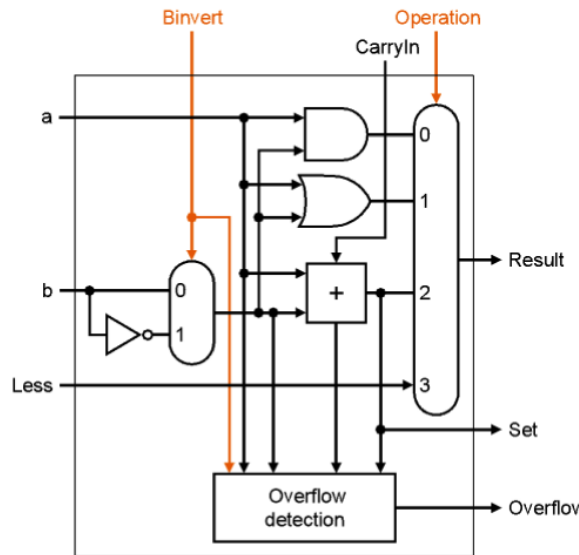 Binvert
Operation
CarryIn
a
0
1
Result
b
0
+
2
1
Less
3
Set
Overflow
detection
Overflow